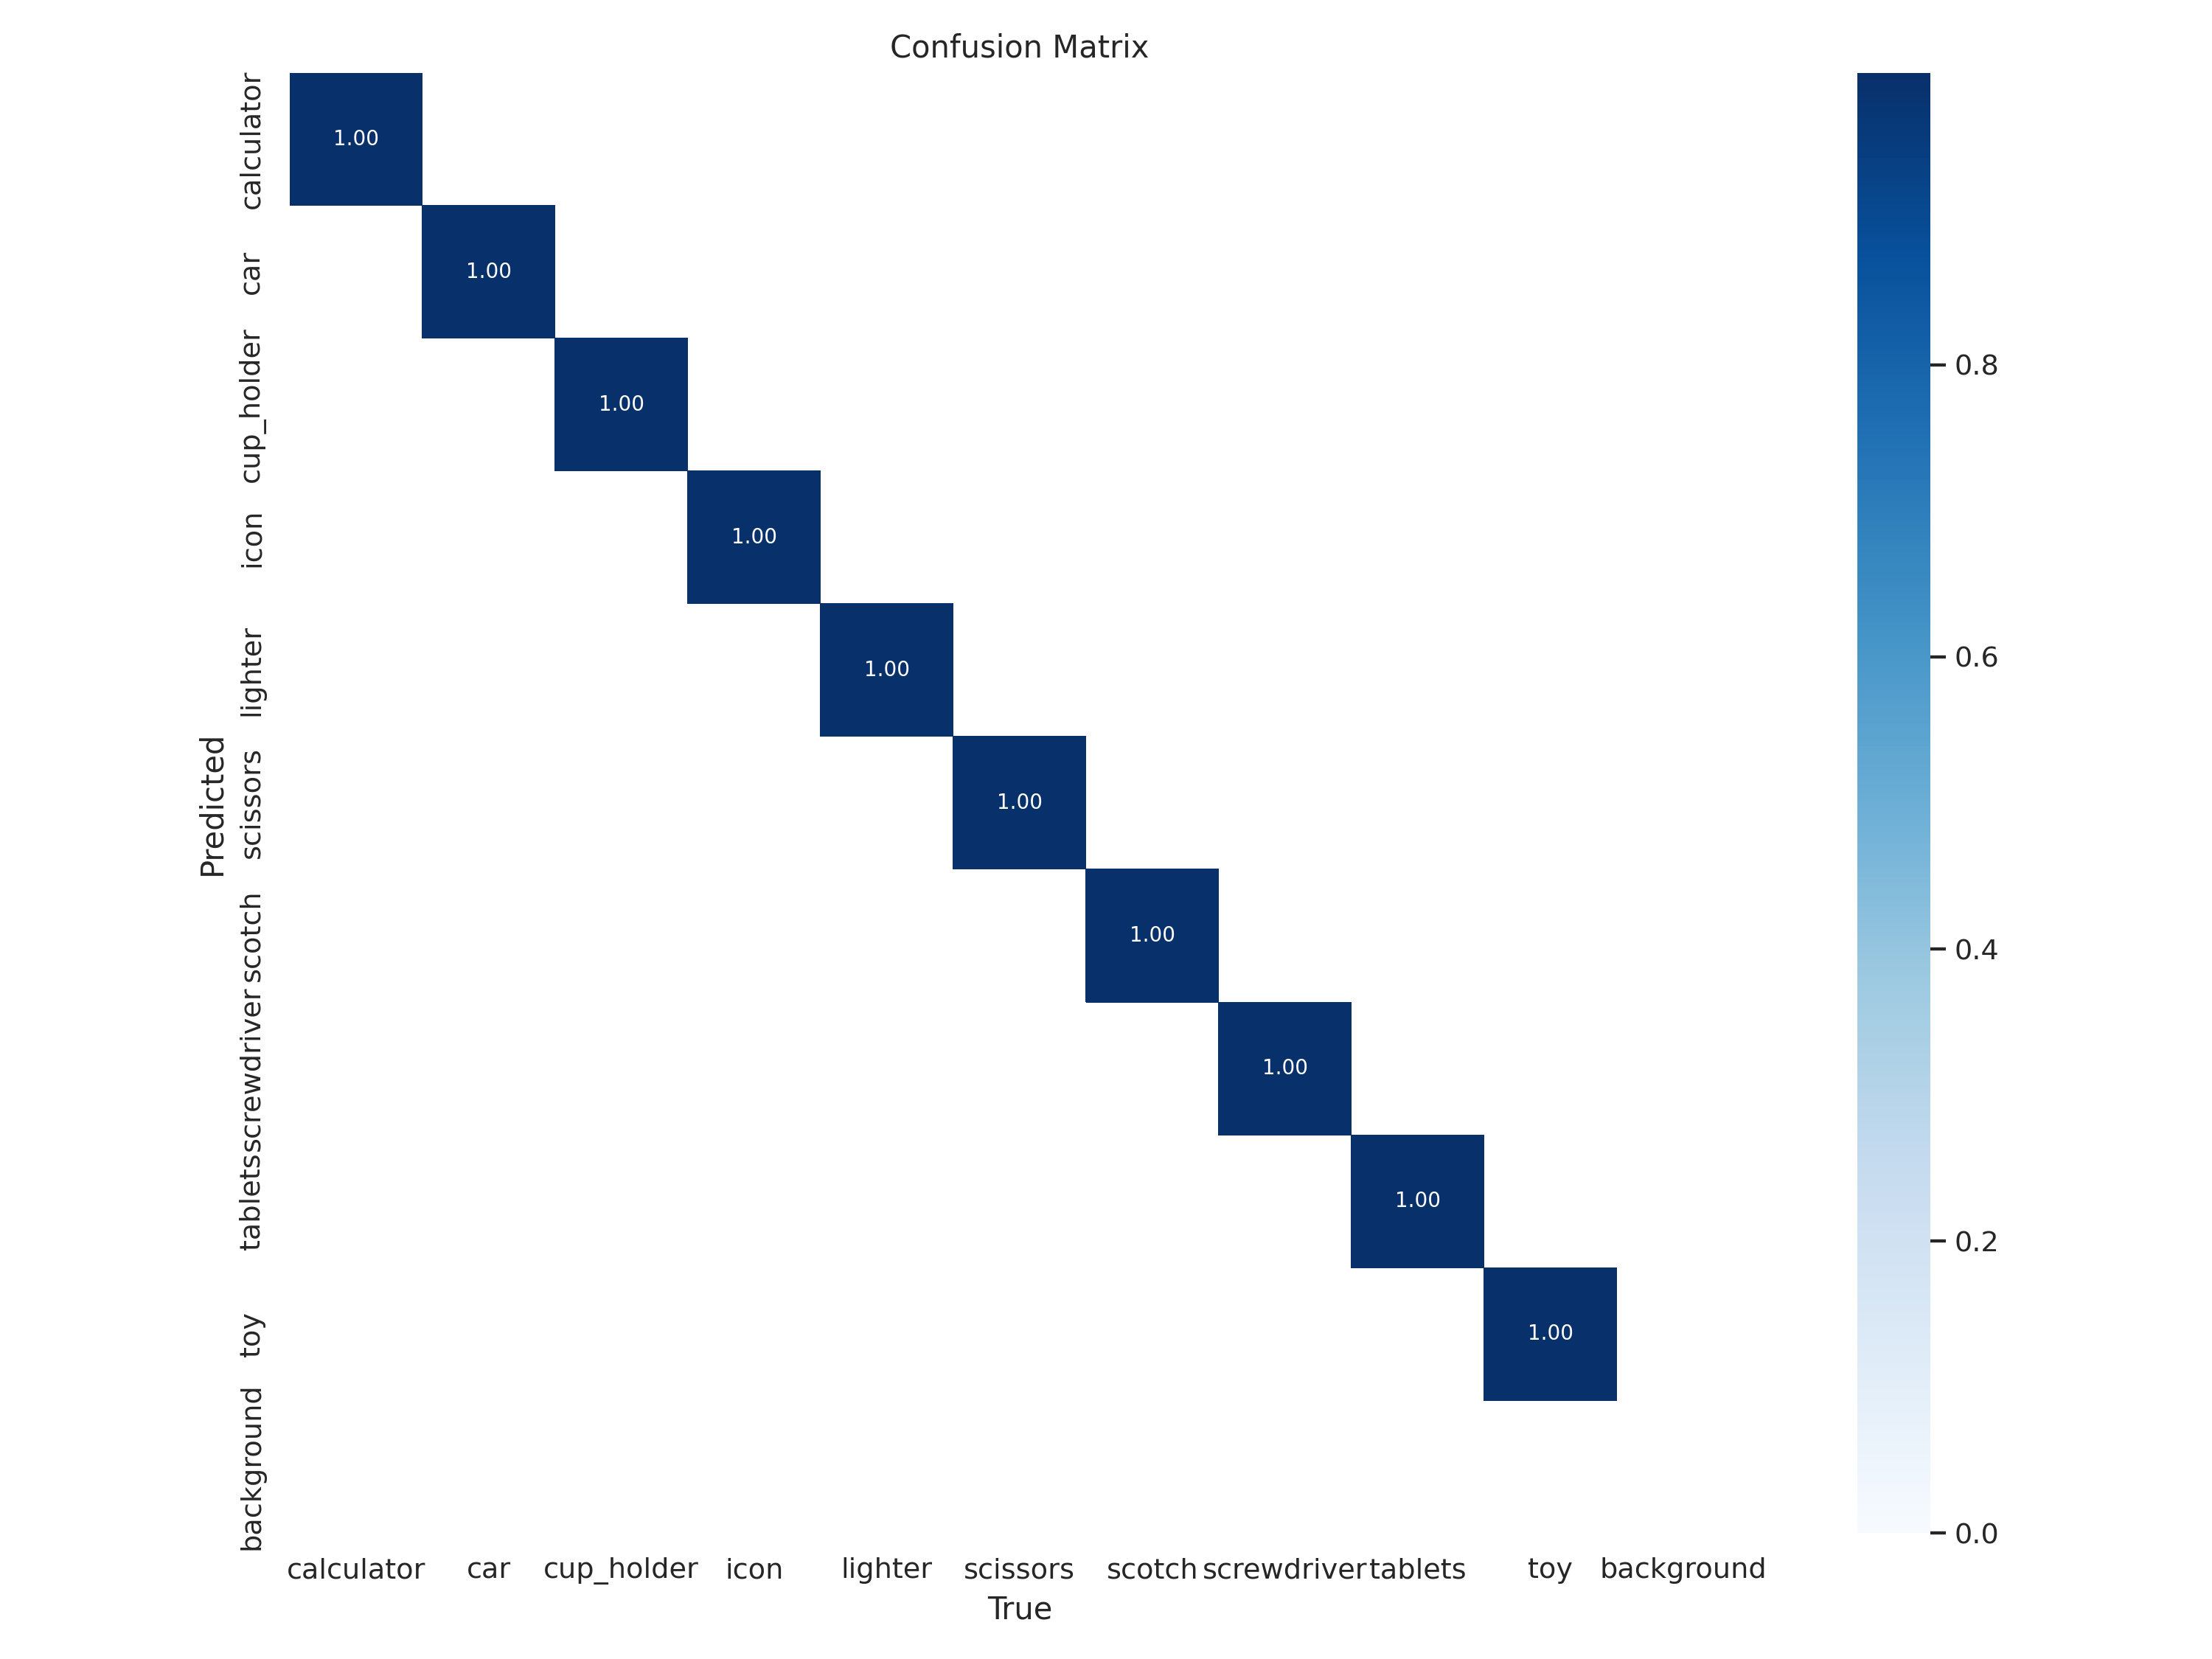 Confusion Matrix
calculator
car
cup_holder
icon
lighter
scissors
scotch
screwdriver
tablets
toy
background
Predicted
1.00
1.00
1.00
1.00
1.00
1.00
1.00
1.00
1.00
1.00
0.8
0.6
0.4
0.2
0.0
calculator car cup_holder icon lighter scissors scotch screwdriver tablets toy background
True